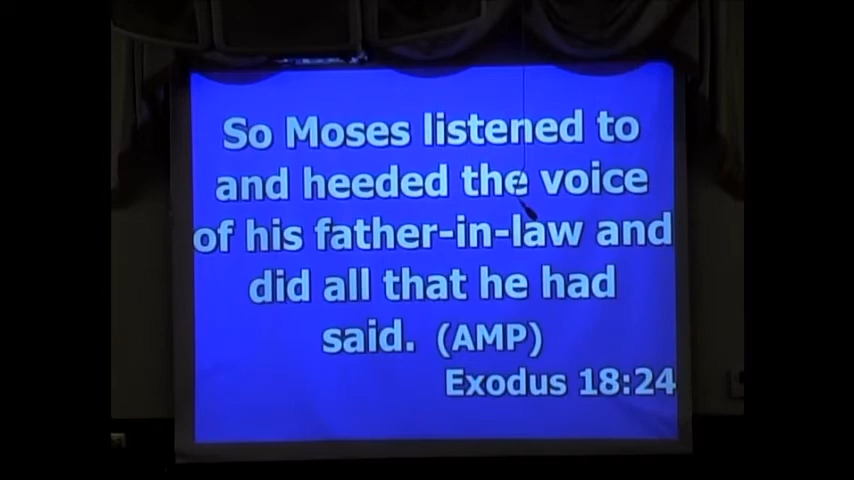 So Moses listened to
and heeded the voice
of his father-in-law and
did all that he had
said. (AMP)
Exodus 18:24